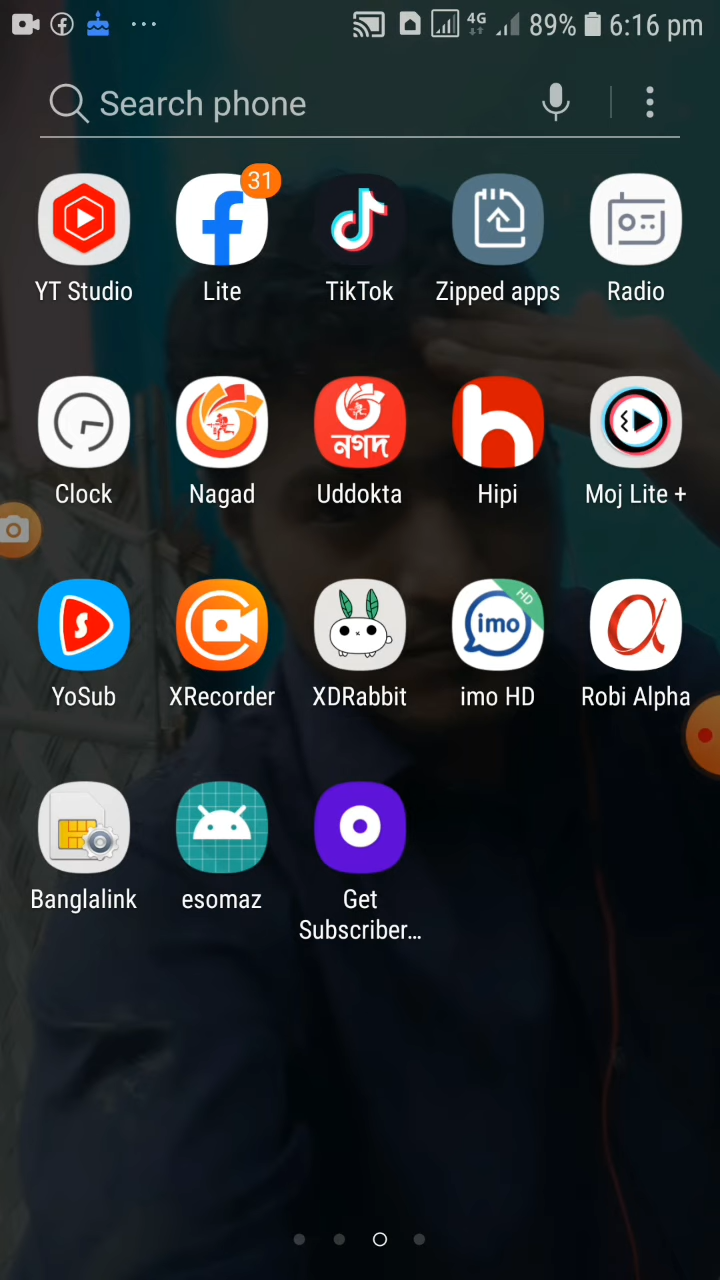 4G 89% 6:16 pm
Search phone
31
YT Studio Lite TikTok Zipped apps Radio
নগদ
Clock Nagad Uddokta Hipi Moj Lite +
HD
imo
YoSub XRecorder XDRabbit imo HD Robi Alpha
Banglalink esomaz Get
Subscriber...